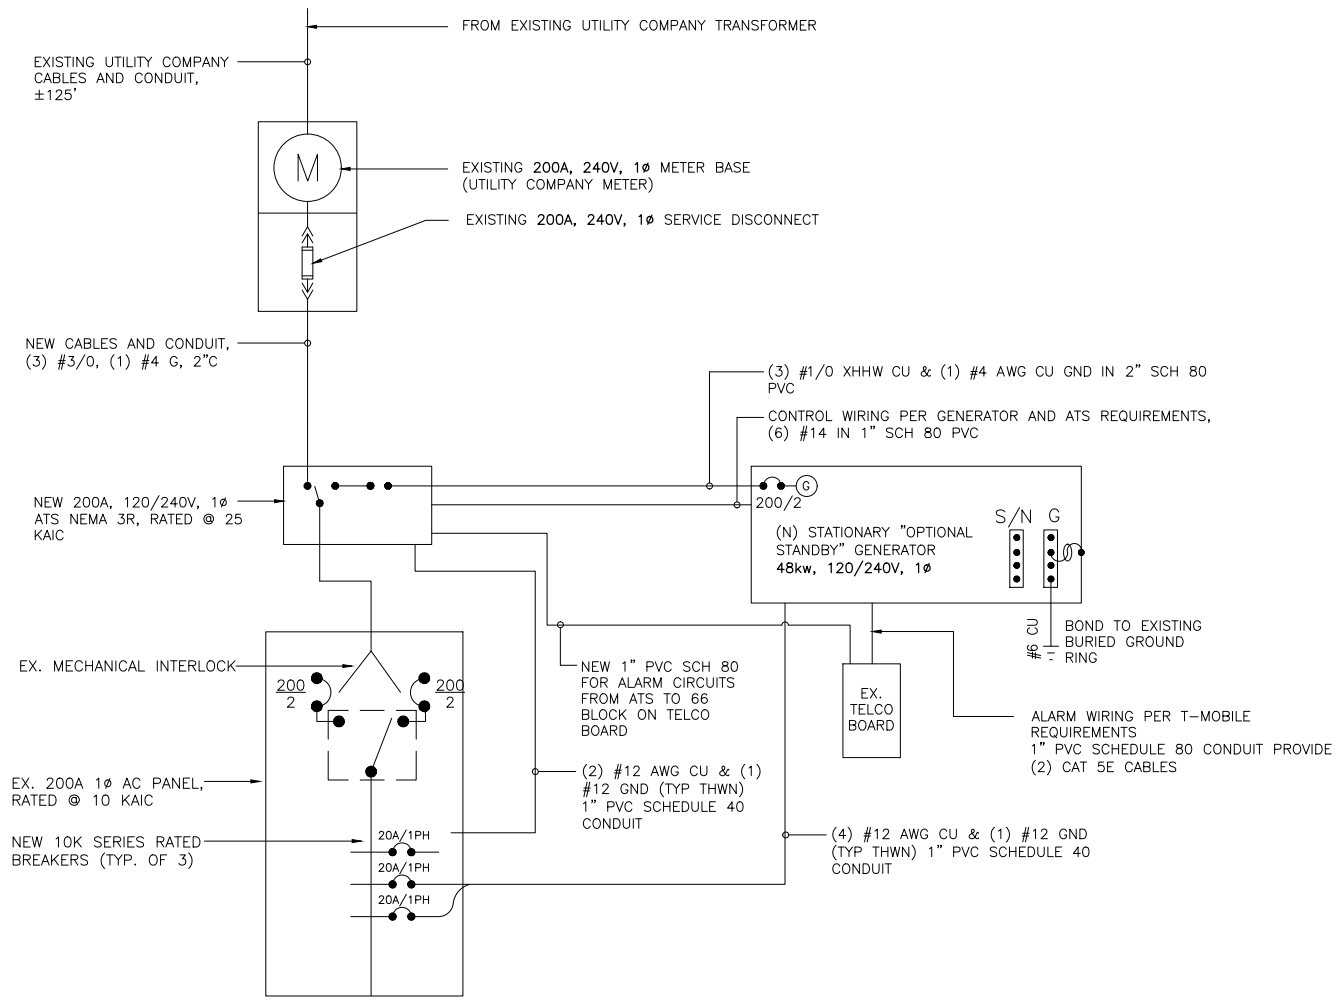 FROM EXISTING UTILITY COMPANY TRANSFORMER
EXISTING UTILITY COMPANY
CABLES AND CONDUIT,
±125'
M
EXISTING 200A, 240V, 1ø METER BASE
(UTILITY COMPANY METER)
EXISTING 200A, 240V, 1ø SERVICE DISCONNECT
NEW CABLES AND CONDUIT,
(3) #3/0, (1) #4 G, 2"C
(3) #1/0 XHHW CU & (1) #4 AWG CU GND IN 2" SCH 80
PVC
CONTROL WIRING PER GENERATOR AND ATS REQUIREMENTS,
(6) #14 IN 1" SCH 80 PVC
NEW 200A, 120/240V, 1ø
ATS NEMA 3R, RATED @ 25
KAIC
G
200/2
S/N G
(N) STATIONARY "OPTIONAL
STANDBY" GENERATOR
48kw, 120/240V, 1ø
#6 CU
BOND TO EXISTING
BURIED GROUND
RING
EX. MECHANICAL INTERLOCK
200
2
200
2
NEW 1" PVC SCH 80
FOR ALARM CIRCUITS
FROM ATS TO 66
BLOCK ON TELCO
BOARD
EX.
TELCO
BOARD
ALARM WIRING PER T-MOBILE
REQUIREMENTS
1" PVC SCHEDULE 80 CONDUIT PROVIDE
(2) CAT 5E CABLES
EX. 200A 1ø AC PANEL,
RATED @ 10 KAIC
(2) #12 AWG CU & (1)
#12 GND (TYP THWN)
1" PVC SCHEDULE 40
CONDUIT
NEW 10K SERIES RATED
BREAKERS (TYP. OF 3)
20A/1PH
20A/1PH
20A/1PH
(4) #12 AWG CU & (1) #12 GND
(TYP THWN) 1" PVC SCHEDULE 40
CONDUIT